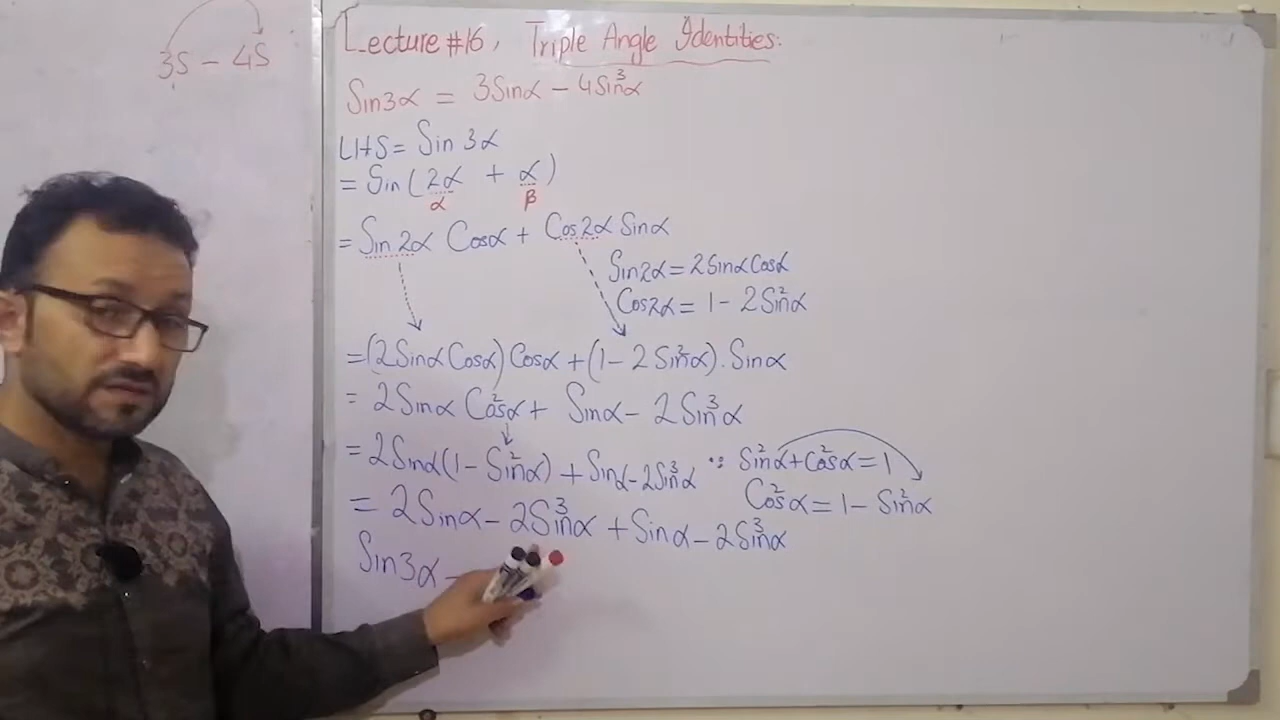 3S - 4S
Lecture #16, Triple Angle Identities:
Sin3α = 3Sinα - 4Sin³α
LHS = Sin 3α
= Sin(2α + α)
α β
= Sin 2α Cosα + Cos2α Sinα
Sin2α = 2SinαCosα
Cos2α = 1 - 2Sin²α
= (2SinαCosα)Cosα + (1 - 2Sin²α).Sinα
= 2Sinα Cos²α + Sinα - 2Sin³α
= 2Sinα(1 - Sin²α) + Sinα - 2Sin³α ∵ Sin²α + Cos²α = 1
Cos²α = 1 - Sin²α
= 2Sinα - 2Sin³α + Sinα - 2Sin³α
Sin3α